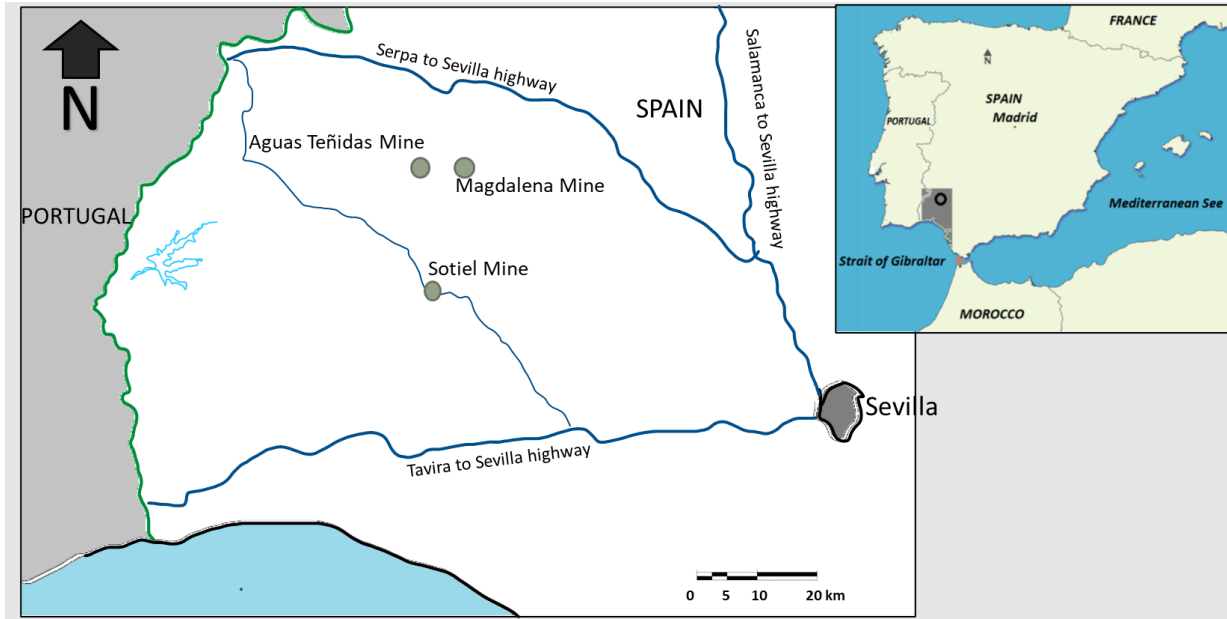 N
Serpa to Sevilla highway
Salamanca to Sevilla highway
SPAIN
Aguas Teñidas Mine
Magdalena Mine
PORTUGAL
Sotiel Mine
Sevilla
Tavira to Sevilla highway
0 5 10 20 km
FRANCE
N
SPAIN
Madrid
PORTUGAL
Mediterranean See
Strait of Gibraltar
MOROCCO